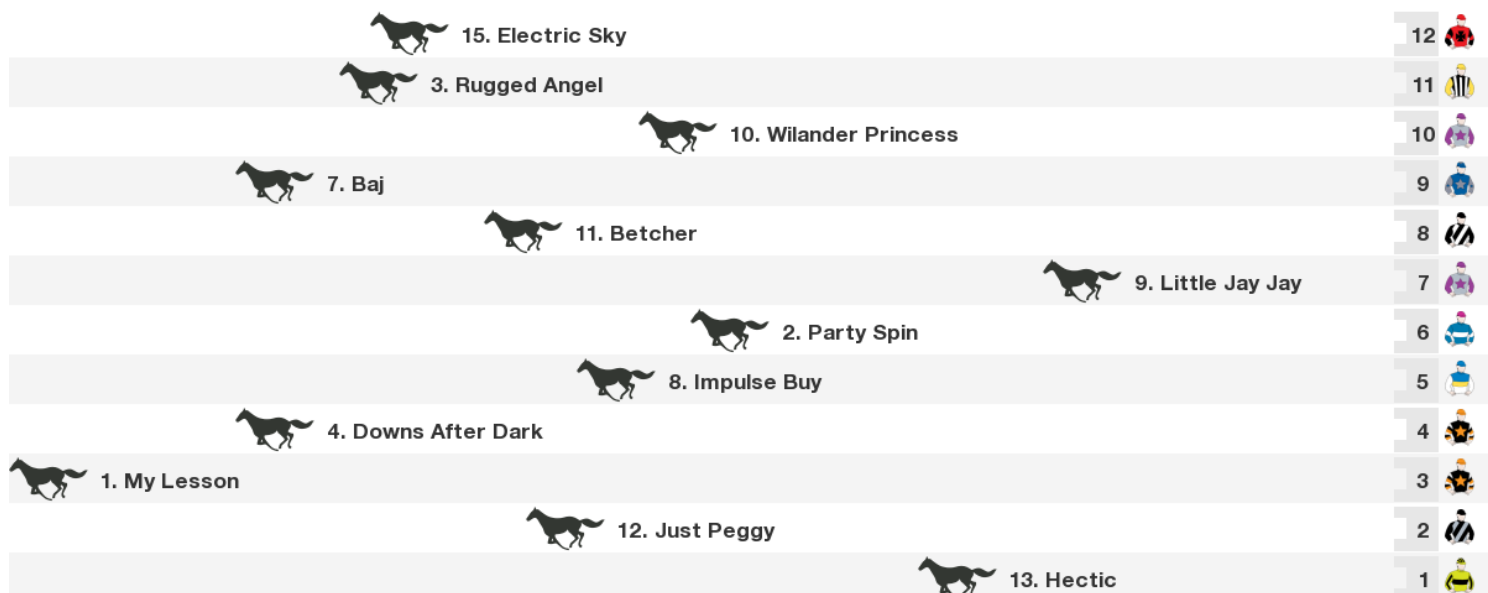 15. Electric Sky 12
3. Rugged Angel 11
10. Wilander Princess 10
7. Baj 9
11. Betcher 8
9. Little Jay Jay 7
2. Party Spin 6
8. Impulse Buy 5
4. Downs After Dark 4
1. My Lesson 3
12. Just Peggy 2
13. Hectic 1